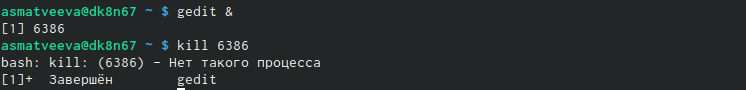 asmatveeva@dk8n67 ~ $ gedit &
[1] 6386
asmatveeva@dk8n67 ~ $ kill 6386
bash: kill: (6386) – Нет такого процесса
[1]+  Завершён        gedit